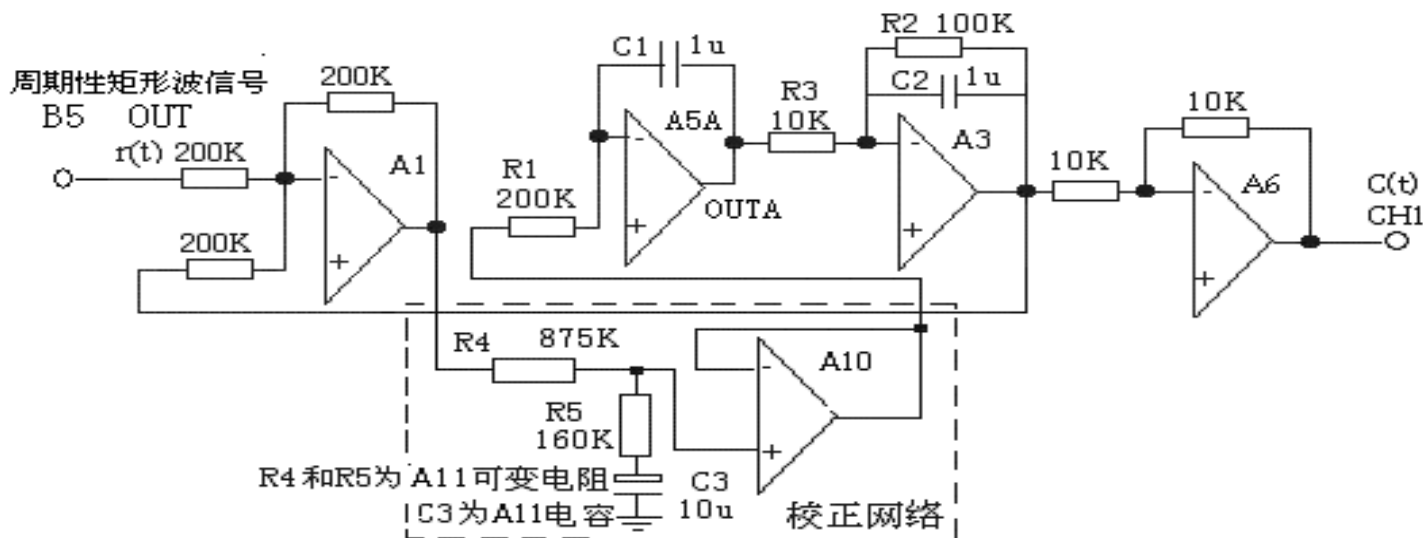 周期性矩形波信号
B5 OUT
r(t) 200K
200K
A1
-
+
200K
C1
1u
A5A
-
+
OUTA
R1
200K
R3
10K
R2 100K
C2
1u
A3
-
+
10K
10K
A6
-
+
C(t)
CH1
R4
875K
R5
160K
A10
-
+
R4和R5为A11可变电阻
C3为A11电容
C3
10u
校正网络